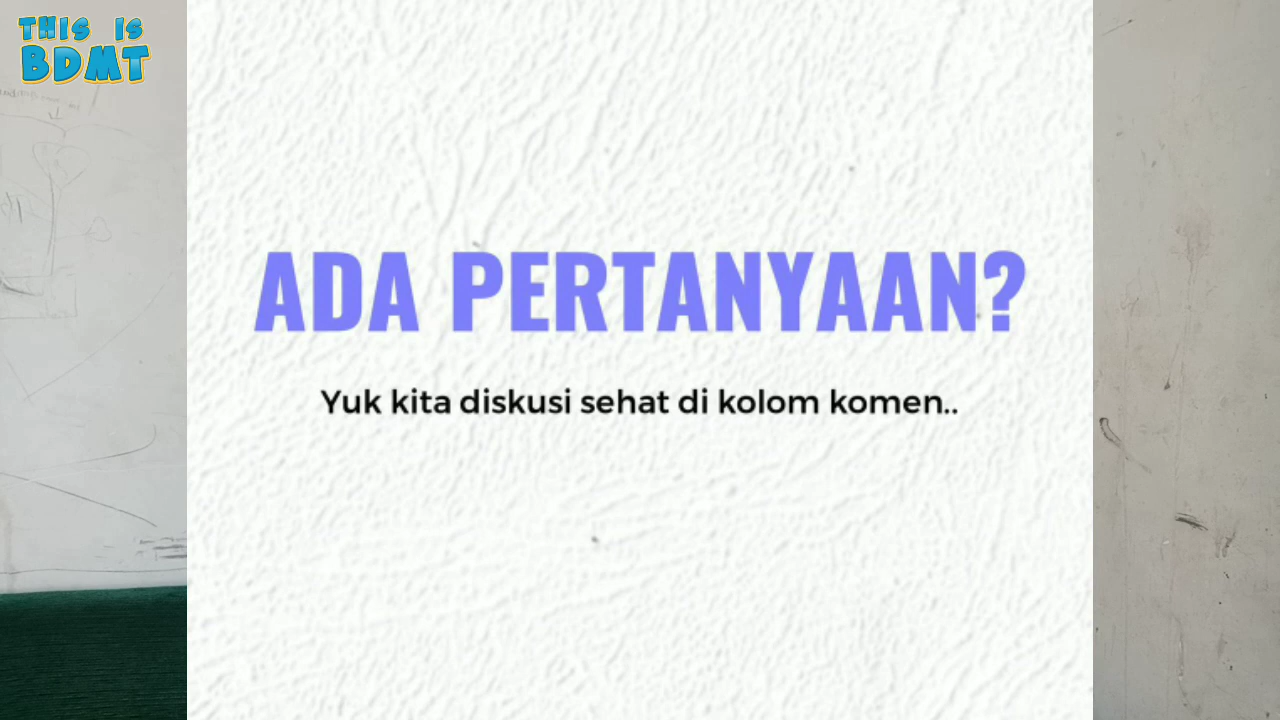 THIS IS
BDMT
ADA PERTANYAAN?
Yuk kita diskusi sehat di kolom komen..